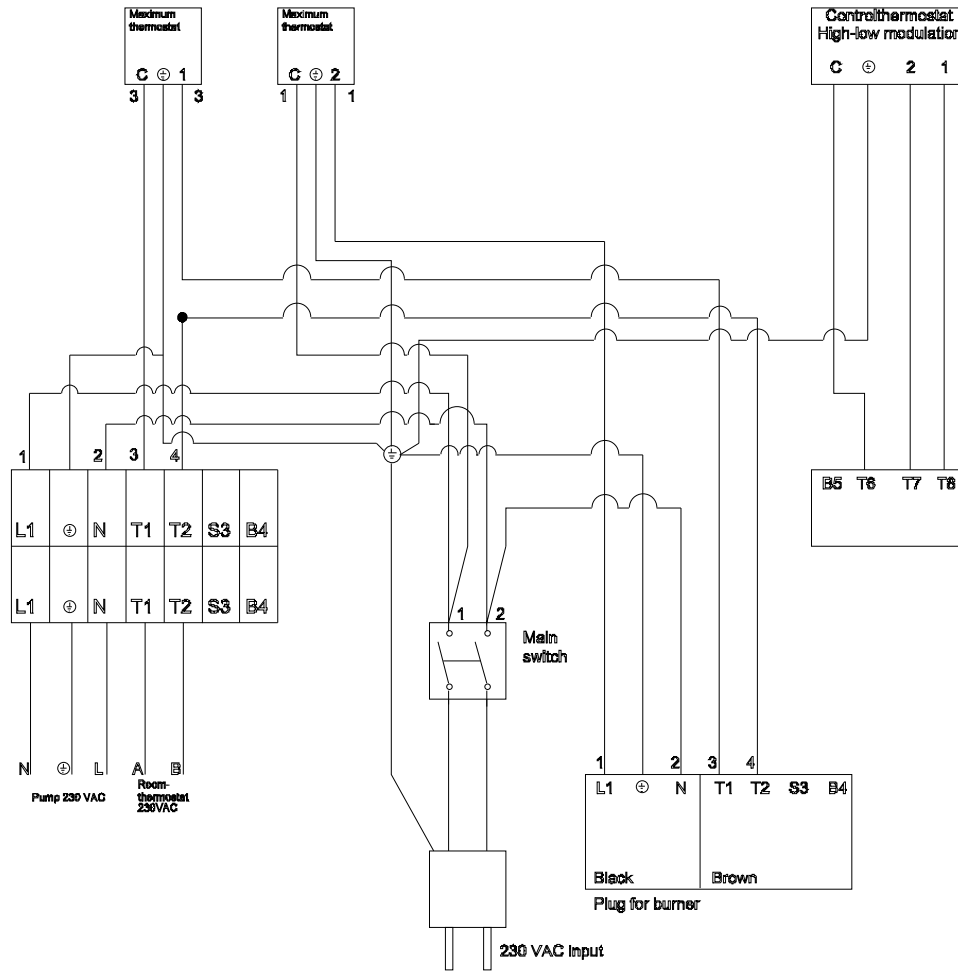 Maximum
thermostat
C ⏚ 1
3 3
Maximum
thermostat
C ⏚ 2
1 1
Controlthermostat
High-low modulation
C ⏚ 2 1
1 2 3 4
L1 ⏚ N T1 T2 S3 B4
L1 ⏚ N T1 T2 S3 B4
B5 T6 T7 T8
1 2
Main
switch
N ⏚ L A B
Pump 230 VAC
Room-
thermostat
230VAC
1 2 3 4
L1 ⏚ N T1 T2 S3 B4
Black Brown
Plug for burner
230 VAC input